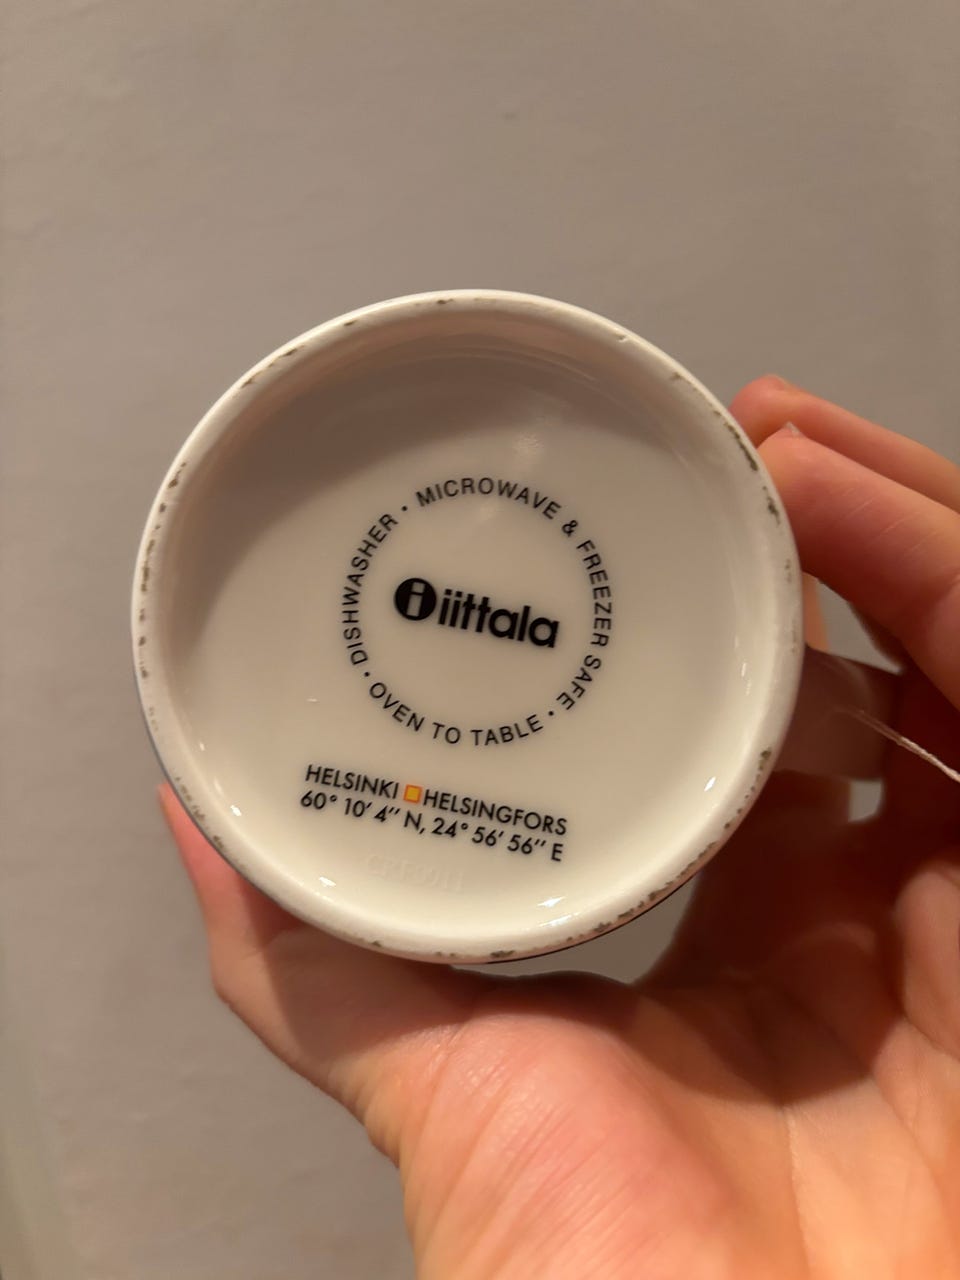 DISHWASHER • MICROWAVE & FREEZER SAFE • OVEN TO TABLE •
i iittala
HELSINKI HELSINGFORS
60° 10′ 4″ N, 24° 56′ 56″ E